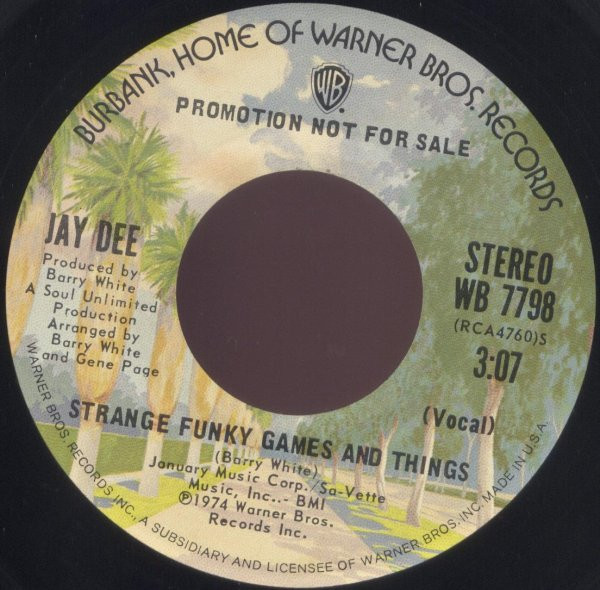 BURBANK, HOME OF WARNER BROS. RECORDS
WB
PROMOTION NOT FOR SALE
JAY DEE
Produced by
Barry White
A Soul Unlimited
Production
Arranged by
Barry White
and Gene Page
STEREO
WB 7798
(RCA4760)S
3:07
(Vocal)
STRANGE FUNKY GAMES AND THINGS
(Barry White)
January Music Corp./Sa-Vette
Music, Inc.- BMI
Ⓟ1974 Warner Bros.
Records Inc.
WARNER BROS. RECORDS INC., A SUBSIDIARY AND LICENSEE OF WARNER BROS. INC. MADE IN U.S.A.